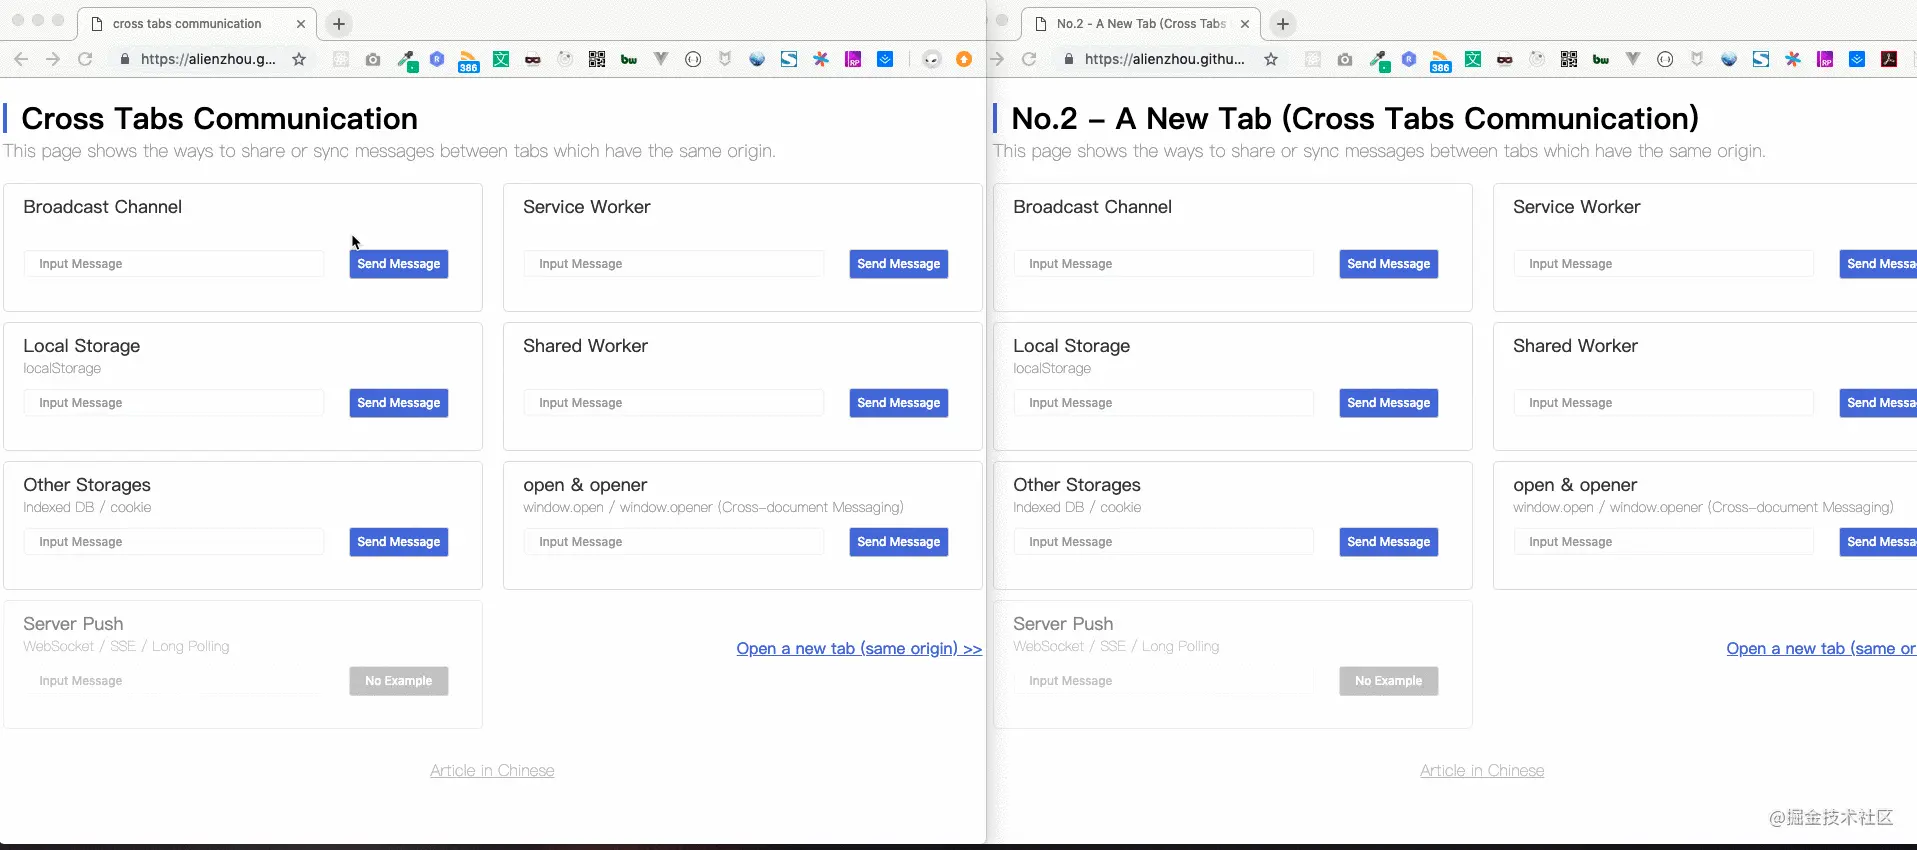 cross tabs communication
No.2 - A New Tab (Cross Tabs
https://alienzhou.g...
386
文
bw
RP
https://alienzhou.githu...
386
文
bw
RP
Cross Tabs Communication
This page shows the ways to share or sync messages between tabs which have the same origin.
Broadcast Channel
Input Message
Send Message
Service Worker
Input Message
Send Message
Local Storage
localStorage
Input Message
Send Message
Shared Worker
Input Message
Send Message
Other Storages
Indexed DB / cookie
Input Message
Send Message
open & opener
window.open / window.opener (Cross-document Messaging)
Input Message
Send Message
Server Push
WebSocket / SSE / Long Polling
Input Message
No Example
Open a new tab (same origin) >>
Article in Chinese
No.2 – A New Tab (Cross Tabs Communication)
This page shows the ways to share or sync messages between tabs which have the same origin.
Broadcast Channel
Input Message
Send Message
Service Worker
Input Message
Send Messa
Local Storage
localStorage
Input Message
Send Message
Shared Worker
Input Message
Send Messa
Other Storages
Indexed DB / cookie
Input Message
Send Message
open & opener
window.open / window.opener (Cross-document Messaging)
Input Message
Send Messa
Server Push
WebSocket / SSE / Long Polling
Input Message
No Example
Open a new tab (same or
Article in Chinese
@掘金技术社区